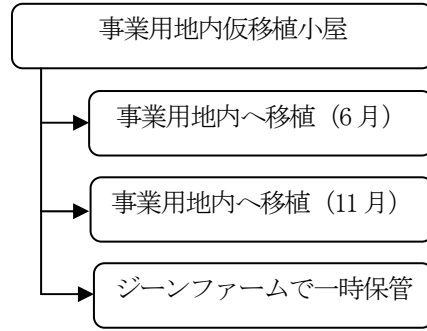 事業用地内仮移植小屋
事業用地内へ移植（6 月）
事業用地内へ移植（11 月）
ジーンファームで一時保管